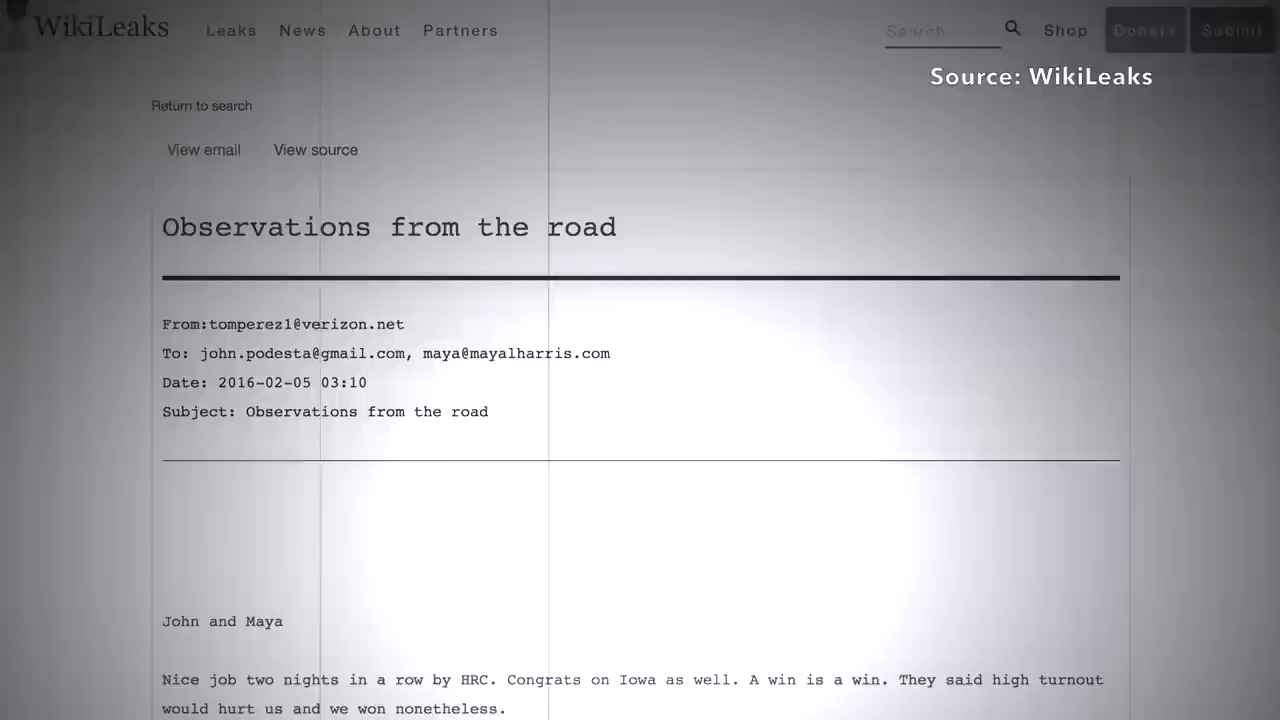 WikiLeaks Leaks News About Partners Search Shop Donate Submit
Source: WikiLeaks
Return to search
View email View source
Observations from the road
From:tomperez1@verizon.net
To: john.podesta@gmail.com, maya@mayalharris.com
Date: 2016-02-05 03:10
Subject: Observations from the road
John and Maya
Nice job two nights in a row by HRC. Congrats on Iowa as well. A win is a win. They said high turnout
would hurt us and we won nonetheless.